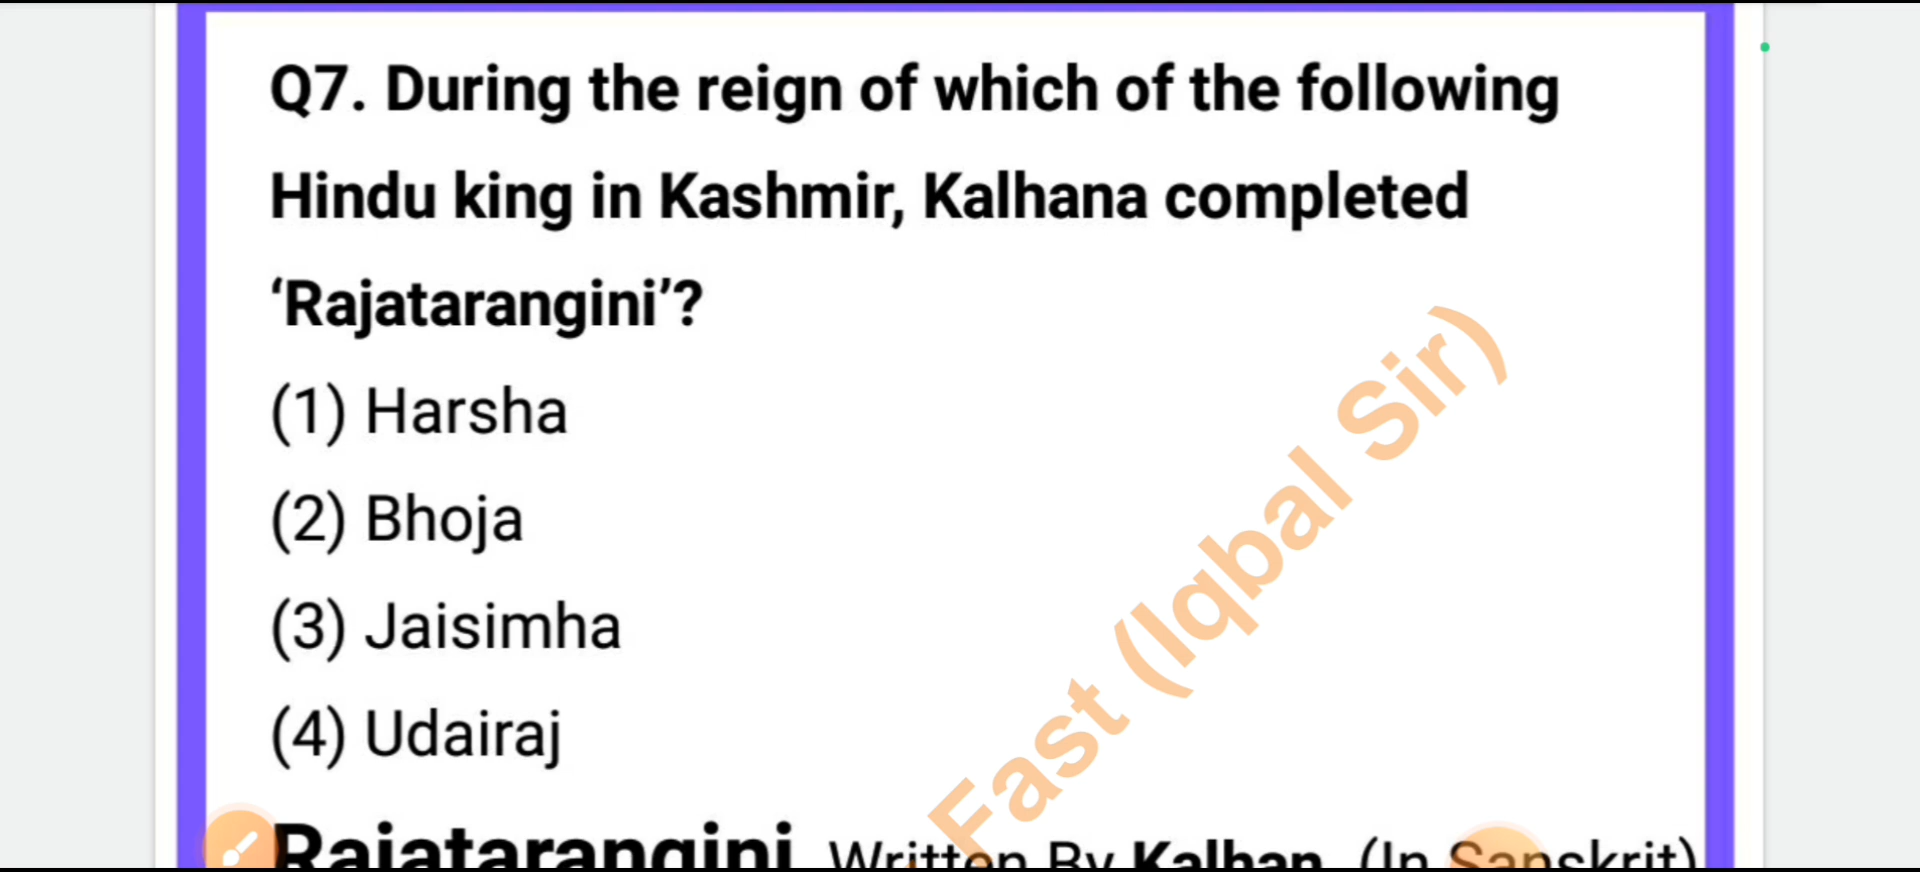 Q7. During the reign of which of the following
Hindu king in Kashmir, Kalhana completed
‘Rajatarangini’?
(1) Harsha
(2) Bhoja
(3) Jaisimha
(4) Udairaj
Fast (Iqbal Sir)
Rajatarangini Written By Kalhan (In Sanskrit)